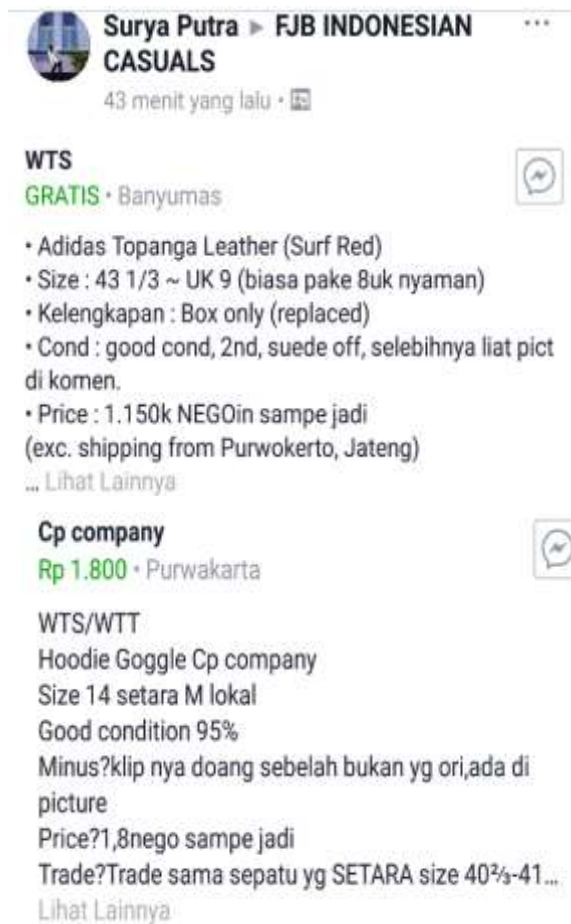 Surya Putra ▸ FJB INDONESIAN
CASUALS
43 menit yang lalu •
WTS
GRATIS • Banyumas
• Adidas Topanga Leather (Surf Red)
• Size : 43 1/3 ~ UK 9 (biasa pake 8uk nyaman)
• Kelengkapan : Box only (replaced)
• Cond : good cond, 2nd, suede off, selebihnya liat pict
di komen.
• Price : 1.150k NEGOin sampe jadi
(exc. shipping from Purwokerto, Jateng)
... Lihat Lainnya
Cp company
Rp 1.800 • Purwakarta
WTS/WTT
Hoodie Goggle Cp company
Size 14 setara M lokal
Good condition 95%
Minus?klip nya doang sebelah bukan yg ori,ada di
picture
Price?1,8nego sampe jadi
Trade?Trade sama sepatu yg SETARA size 40⅔-41...
Lihat Lainnya